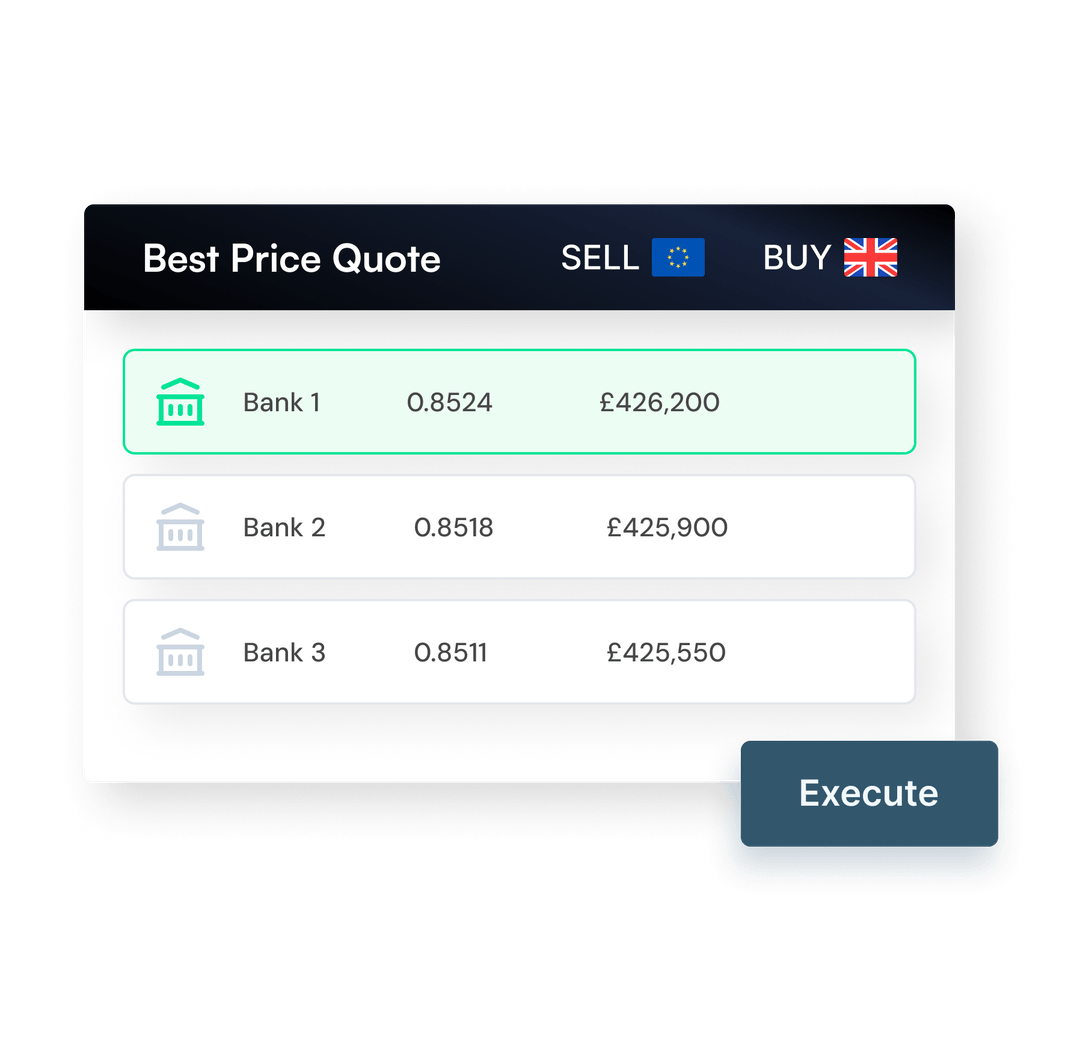 Best Price Quote SELL BUY
Bank 1 0.8524 £426,200
Bank 2 0.8518 £425,900
Bank 3 0.8511 £425,550
Execute